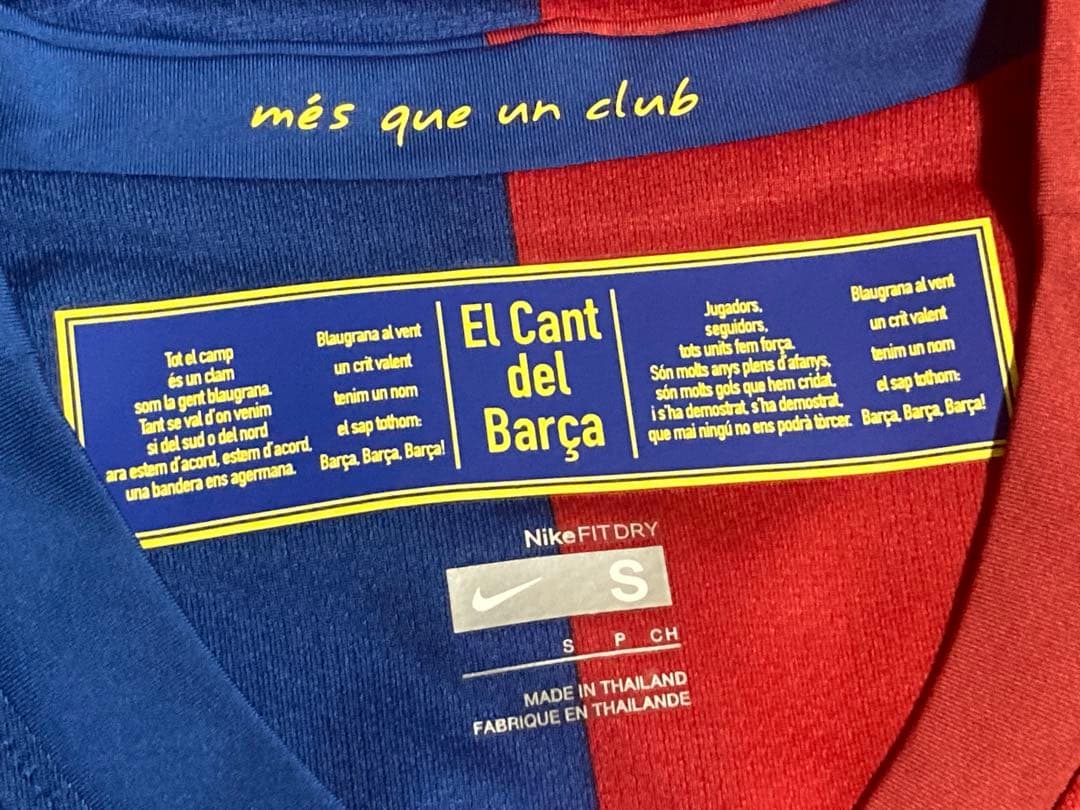 més que un club
Tot el camp
és un clam
som la gent blaugrana.
Tant se val d'on venim
si del sud o del nord
ara estem d'acord, estem d'acord,
una bandera ens agermana.
Blaugrana al vent
un crit valent
tenim un nom
el sap tothom:
Barça, Barça, Barça!
El Cant
del
Barça
Jugadors,
seguidors,
tots units fem força.
Són molts anys plens d'afanys,
són molts gols que hem cridat,
i s'ha demostrat, s'ha demostrat,
que mai ningú no ens podrà tòrcer.
Blaugrana al vent
un crit valent
tenim un nom
el sap tothom:
Barça, Barça, Barça!
NikeFITDRY
S
S P CH
MADE IN THAILAND
FABRIQUE EN THAILANDE